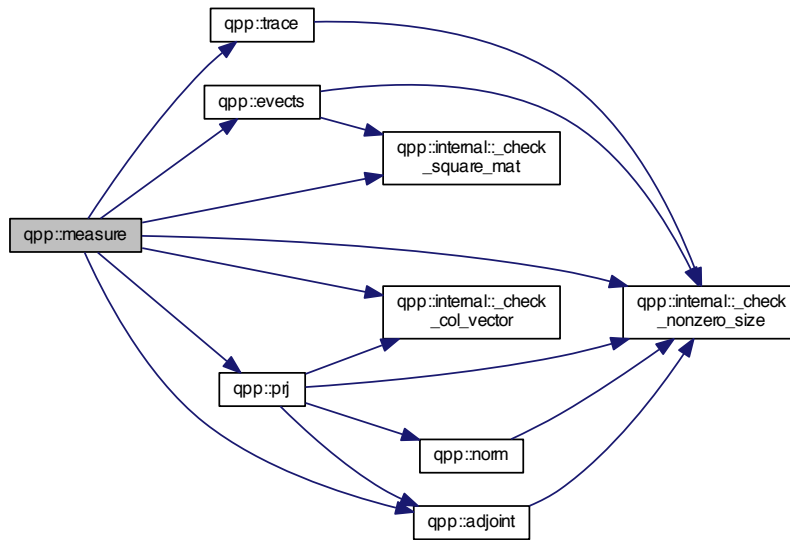 qpp::trace
qpp::evects
qpp::internal::_check
_square_mat
qpp::measure
qpp::internal::_check
_col_vector
qpp::internal::_check
_nonzero_size
qpp::prj
qpp::norm
qpp::adjoint